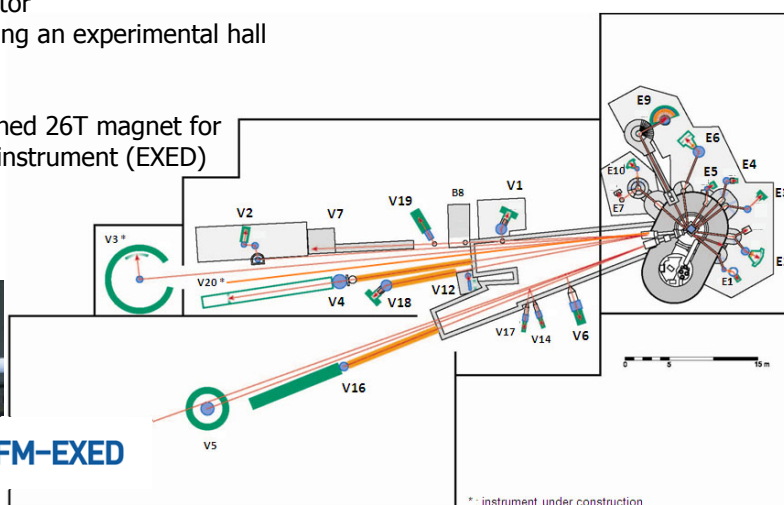 tor
ing an experimental hall
ned 26T magnet for
instrument (EXED)
E9
E6
E10
E5
E4
E7
V19
B8
V1
V2
V7
V3 *
V20 *
V4
V18
V12
E1
V17
V14
V6
0 5 15 m
V16
V5
FM-EXED
* : instrument under construction